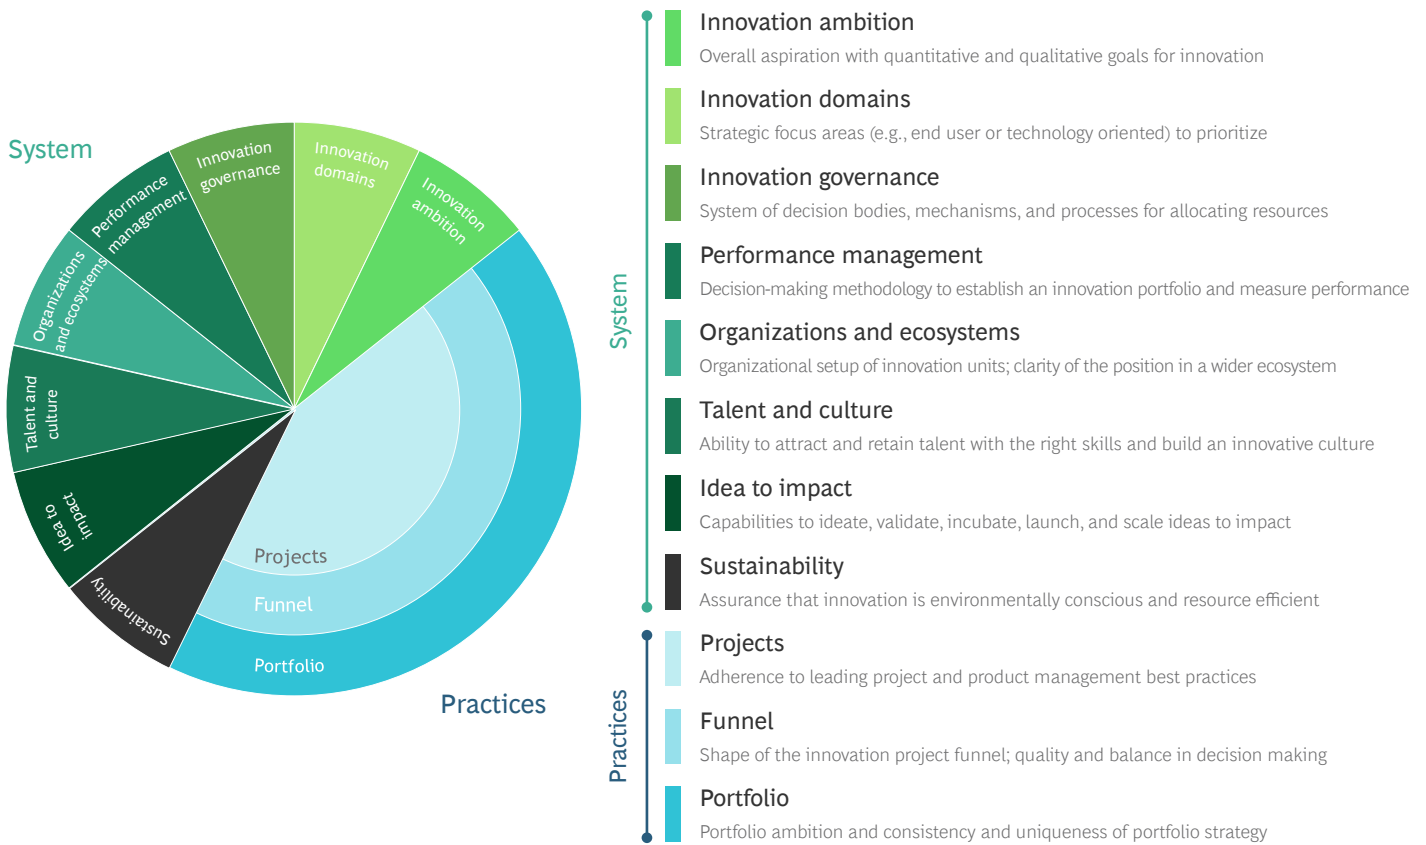 System
Innovation
governance
Innovation
domains
Innovation
ambition
Performance
management
Organizations
and ecosystems
Talent and
culture
Idea to
impact
Sustainability
Projects
Funnel
Portfolio
Practices
System
Innovation ambition
Overall aspiration with quantitative and qualitative goals for innovation
Innovation domains
Strategic focus areas (e.g., end user or technology oriented) to prioritize
Innovation governance
System of decision bodies, mechanisms, and processes for allocating resources
Performance management
Decision-making methodology to establish an innovation portfolio and measure performance
Organizations and ecosystems
Organizational setup of innovation units; clarity of the position in a wider ecosystem
Talent and culture
Ability to attract and retain talent with the right skills and build an innovative culture
Idea to impact
Capabilities to ideate, validate, incubate, launch, and scale ideas to impact
Sustainability
Assurance that innovation is environmentally conscious and resource efficient
Practices
Projects
Adherence to leading project and product management best practices
Funnel
Shape of the innovation project funnel; quality and balance in decision making
Portfolio
Portfolio ambition and consistency and uniqueness of portfolio strategy